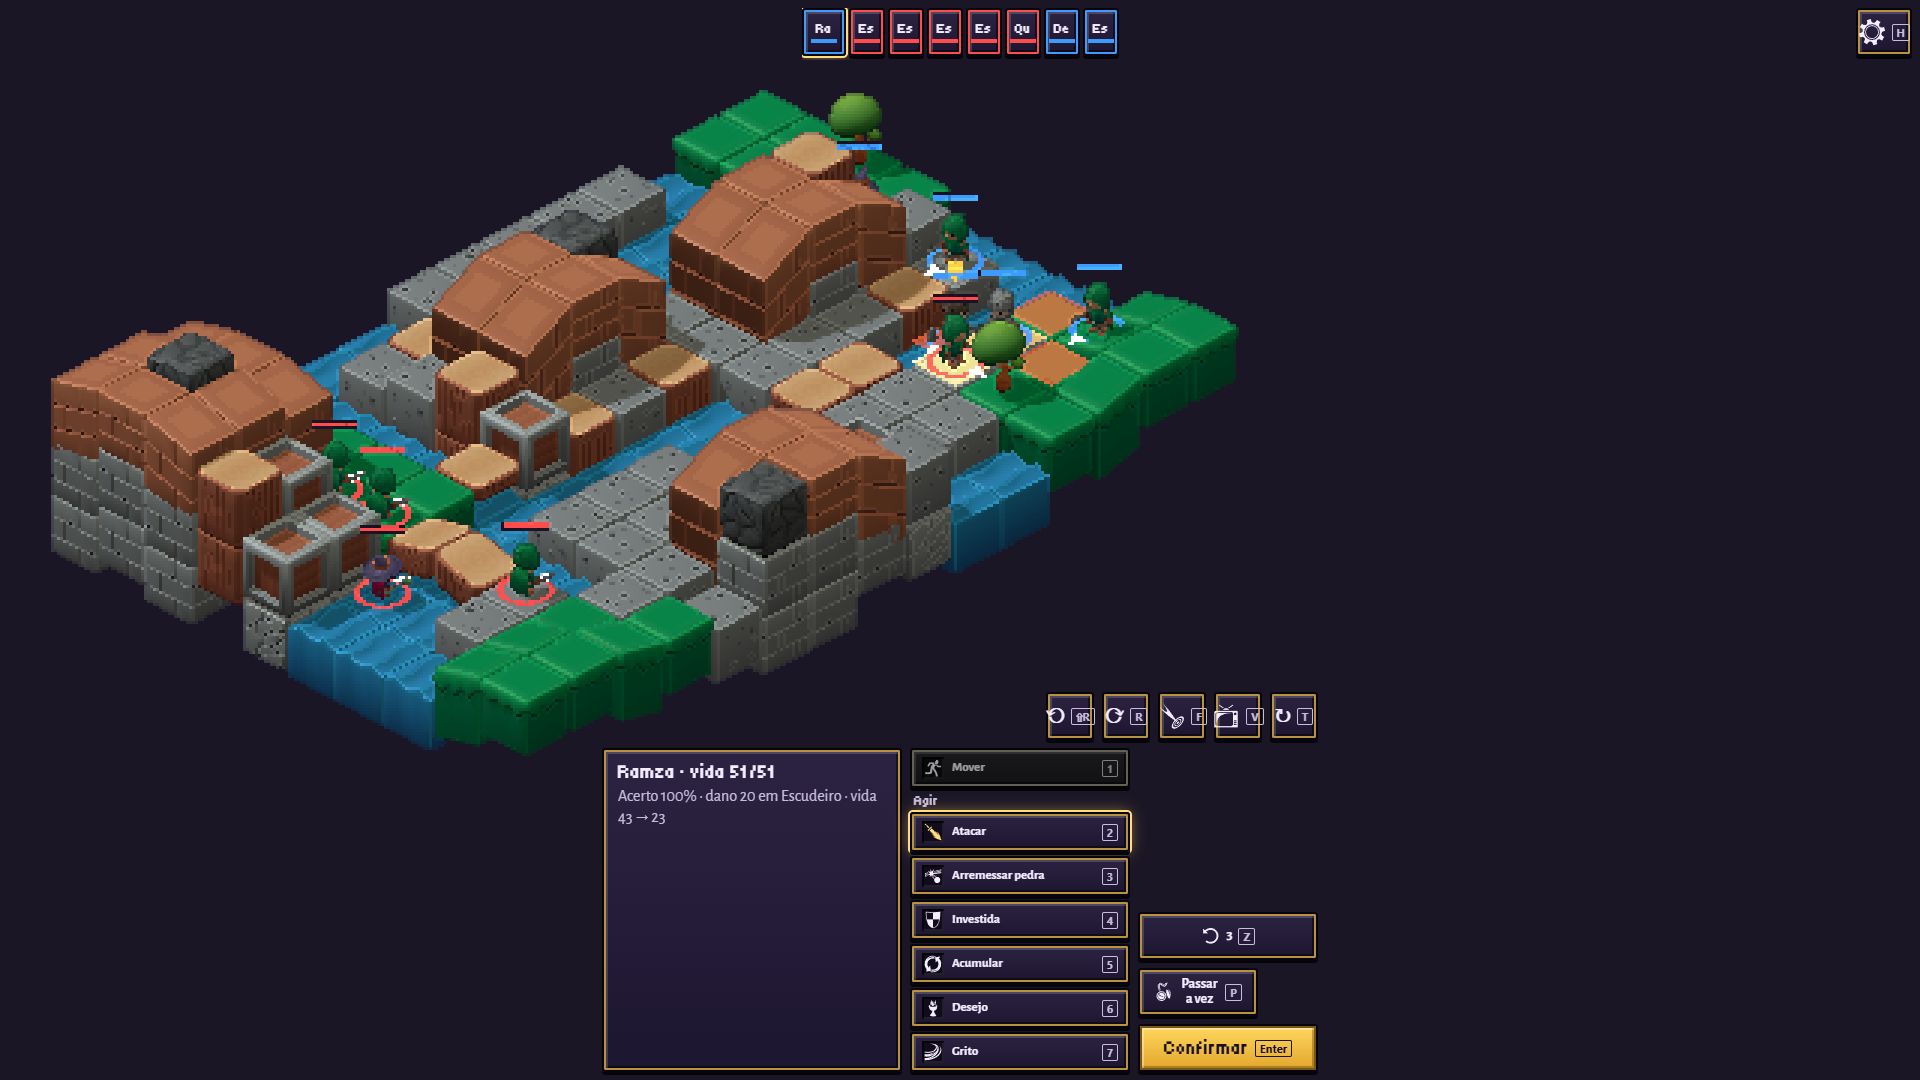 Ra Es Es Es Es Qu De Es
H
⇧R R F V T
Ramza · vida 51/51
Acerto 100% · dano 20 em Escudeiro · vida
43 → 23
Mover 1
Agir
Atacar 2
Arremessar pedra 3
Investida 4
Acumular 5
Desejo 6
Grito 7
3 Z
Passar
a vez P
Confirmar Enter